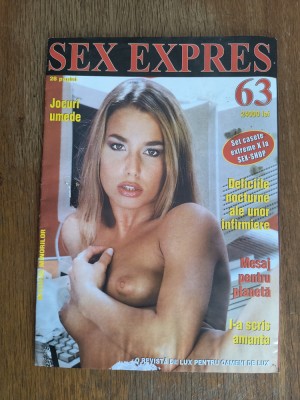 SEX EXPRES
63
Jocuri
umede
Set casete
extreme X la
SEX-SHOP
Deliciile
nocturne
ale unor
infirmiere
Mesaj
pentru
planetă
I-a scris
amanta
O REVISTĂ DE LUX PENTRU OAMENI DE LUX